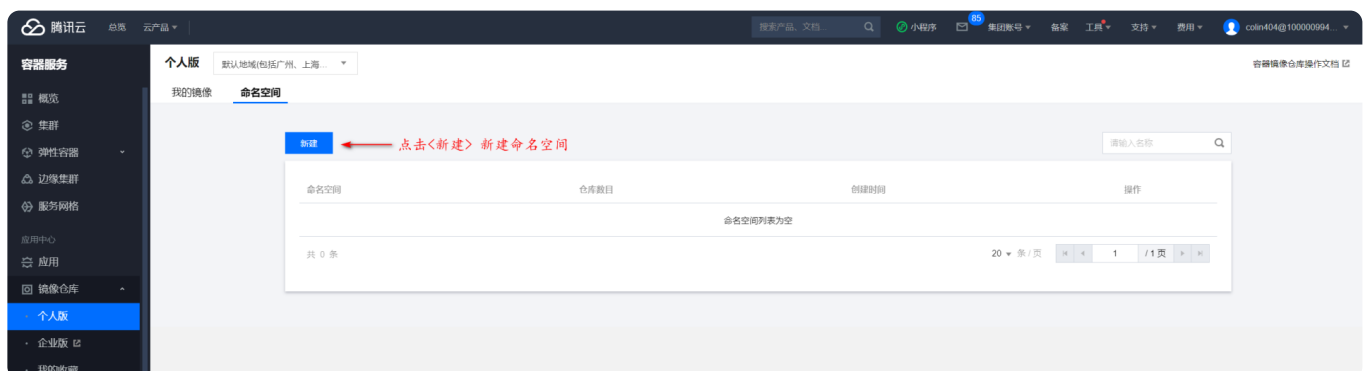 腾讯云 总览 云产品 搜索产品、文档... 小程序 85 集团账号 备案 工具 支持 费用 colin404@100000994...
容器服务 个人版 默认地域(包括广州、上海... 容器镜像仓库操作文档
概览 我的镜像 命名空间
集群
弹性容器 新建 点击<新建> 新建命名空间 请输入名称
边缘集群
服务网格 命名空间 仓库数目 创建时间 操作
命名空间列表为空
应用中心
应用 共 0 条 20 条 / 页 1 / 1 页
镜像仓库
个人版
企业版
我的收藏